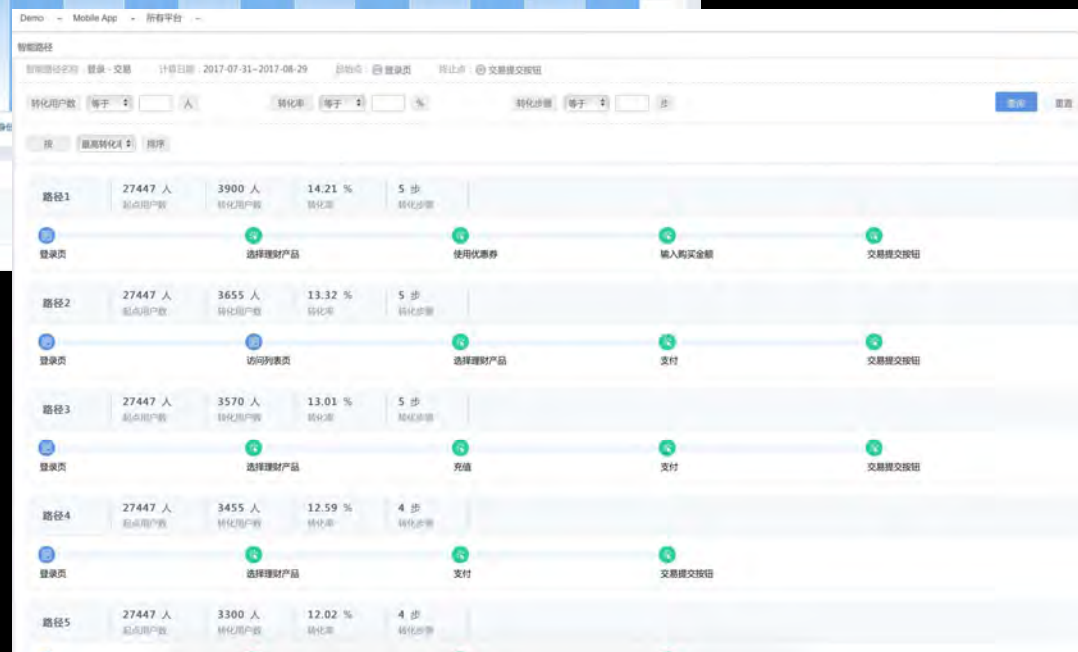 Demo - Mobile App - 所有平台 -
智能路径
智能路径名称：登录 - 交易 计算日期：2017-07-31~2017-08-29 起始点：登录页 终止点：交易提交按钮
转化用户数 等于 人 转化率 等于 % 转化步骤 等于 步 查询 重置
按 最高转化率 排序
路径1 27447 人 3900 人 14.21 % 5 步
起点用户数 转化用户数 转化率 转化步骤
登录页 选择理财产品 使用优惠券 输入购买金额 交易提交按钮
路径2 27447 人 3655 人 13.32 % 5 步
起点用户数 转化用户数 转化率 转化步骤
登录页 访问列表页 选择理财产品 支付 交易提交按钮
路径3 27447 人 3570 人 13.01 % 5 步
起点用户数 转化用户数 转化率 转化步骤
登录页 选择理财产品 充值 支付 交易提交按钮
路径4 27447 人 3455 人 12.59 % 4 步
起点用户数 转化用户数 转化率 转化步骤
登录页 选择理财产品 支付 交易提交按钮
路径5 27447 人 3300 人 12.02 % 4 步
起点用户数 转化用户数 转化率 转化步骤